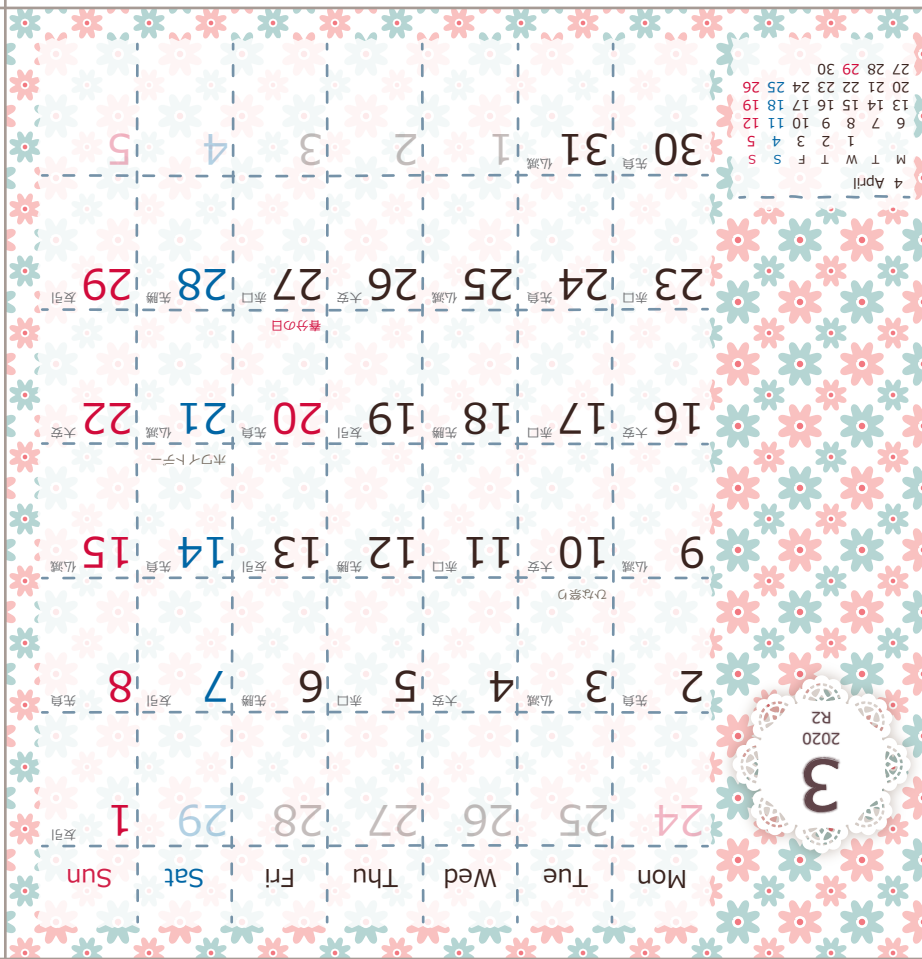 3
2020
R2
Mon Tue Wed Thu Fri Sat Sun
24 25 26 27 28 29 1 友引
2 先負 3 仏滅 4 大安 5 赤口 6 先勝 7 友引 8 先負
ひな祭り
9 仏滅 10 大安 11 赤口 12 先勝 13 友引 14 先負 15 仏滅
ホワイトデー
16 大安 17 赤口 18 先勝 19 友引 20 先負 21 仏滅 22 大安
春分の日
23 赤口 24 先負 25 仏滅 26 大安 27 赤口 28 先勝 29 友引
30 先負 31 仏滅 1 2 3 4 5
4 April
M T W T F S S
1 2 3 4 5
6 7 8 9 10 11 12
13 14 15 16 17 18 19
20 21 22 23 24 25 26
27 28 29 30